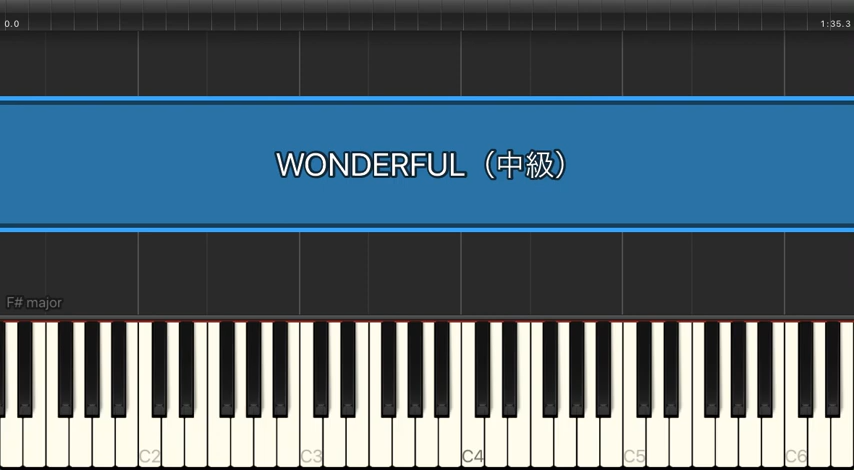 0.0 1:35.3
WONDERFUL（中級）
F# major
C2 C3 C4 C5 C6